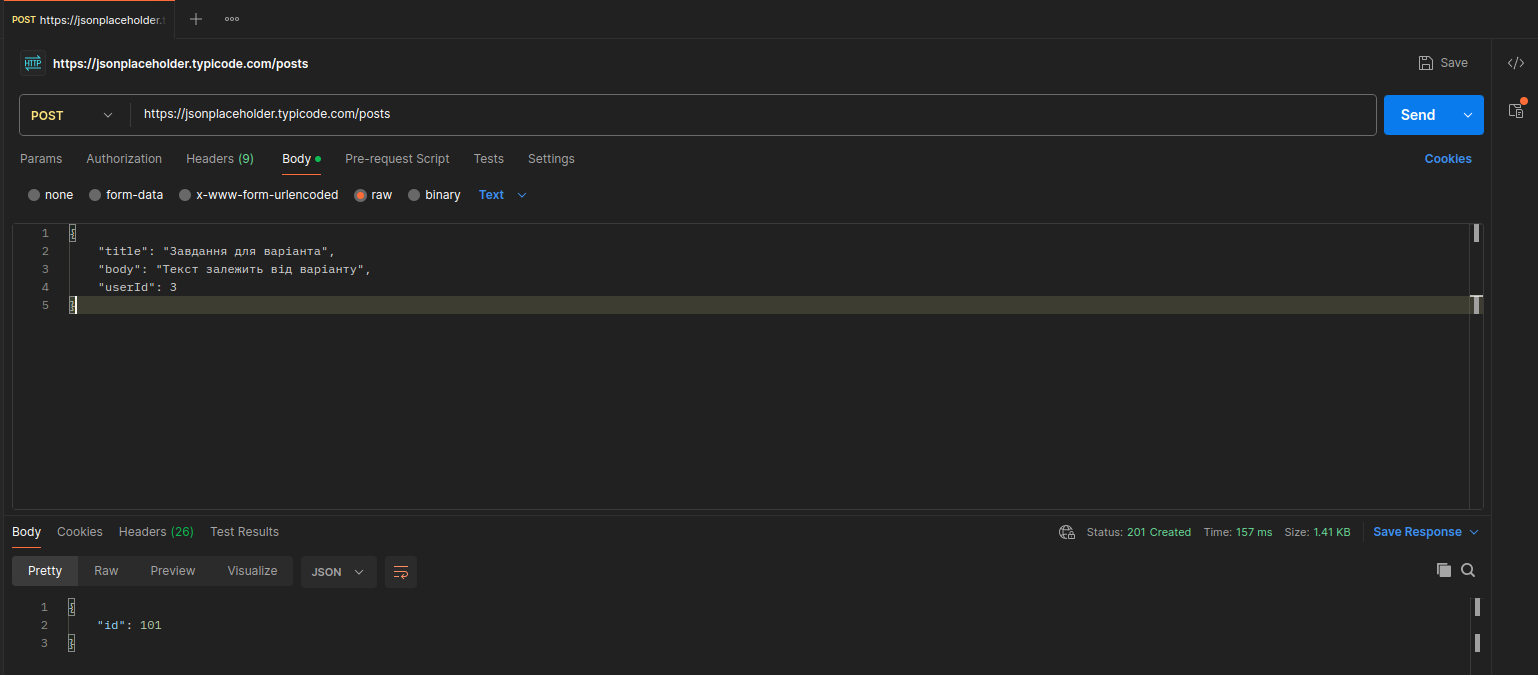 POST https://jsonplaceholder.t
HTTP https://jsonplaceholder.typicode.com/posts
Save
POST https://jsonplaceholder.typicode.com/posts
Send
Params Authorization Headers (9) Body Pre-request Script Tests Settings Cookies
none form-data x-www-form-urlencoded raw binary Text
1 {
2 "title": "Завдання для варіанта",
3 "body": "Текст залежить від варіанту",
4 "userId": 3
5 }
Body Cookies Headers (26) Test Results Status: 201 Created Time: 157 ms Size: 1.41 KB Save Response
Pretty Raw Preview Visualize JSON
1 {
2 "id": 101
3 }